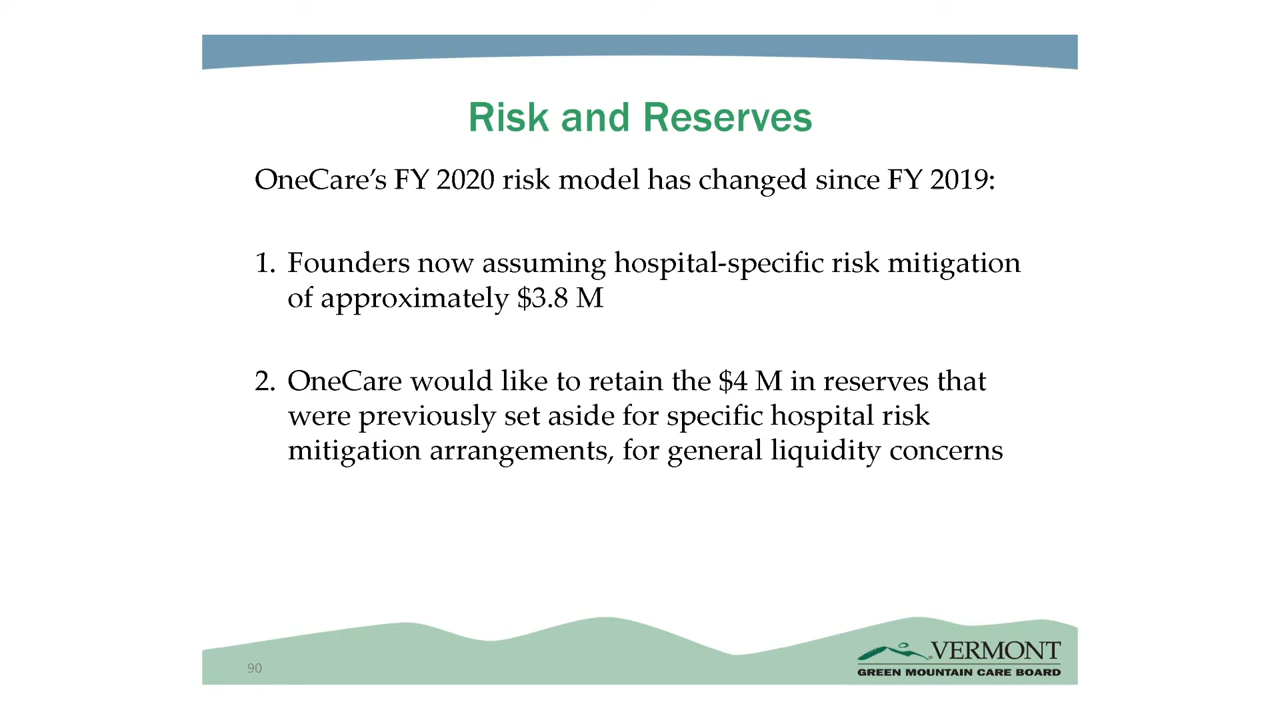 Risk and Reserves
OneCare’s FY 2020 risk model has changed since FY 2019:
1. Founders now assuming hospital-specific risk mitigation
of approximately $3.8 M
2. OneCare would like to retain the $4 M in reserves that
were previously set aside for specific hospital risk
mitigation arrangements, for general liquidity concerns
90
VERMONT
GREEN MOUNTAIN CARE BOARD